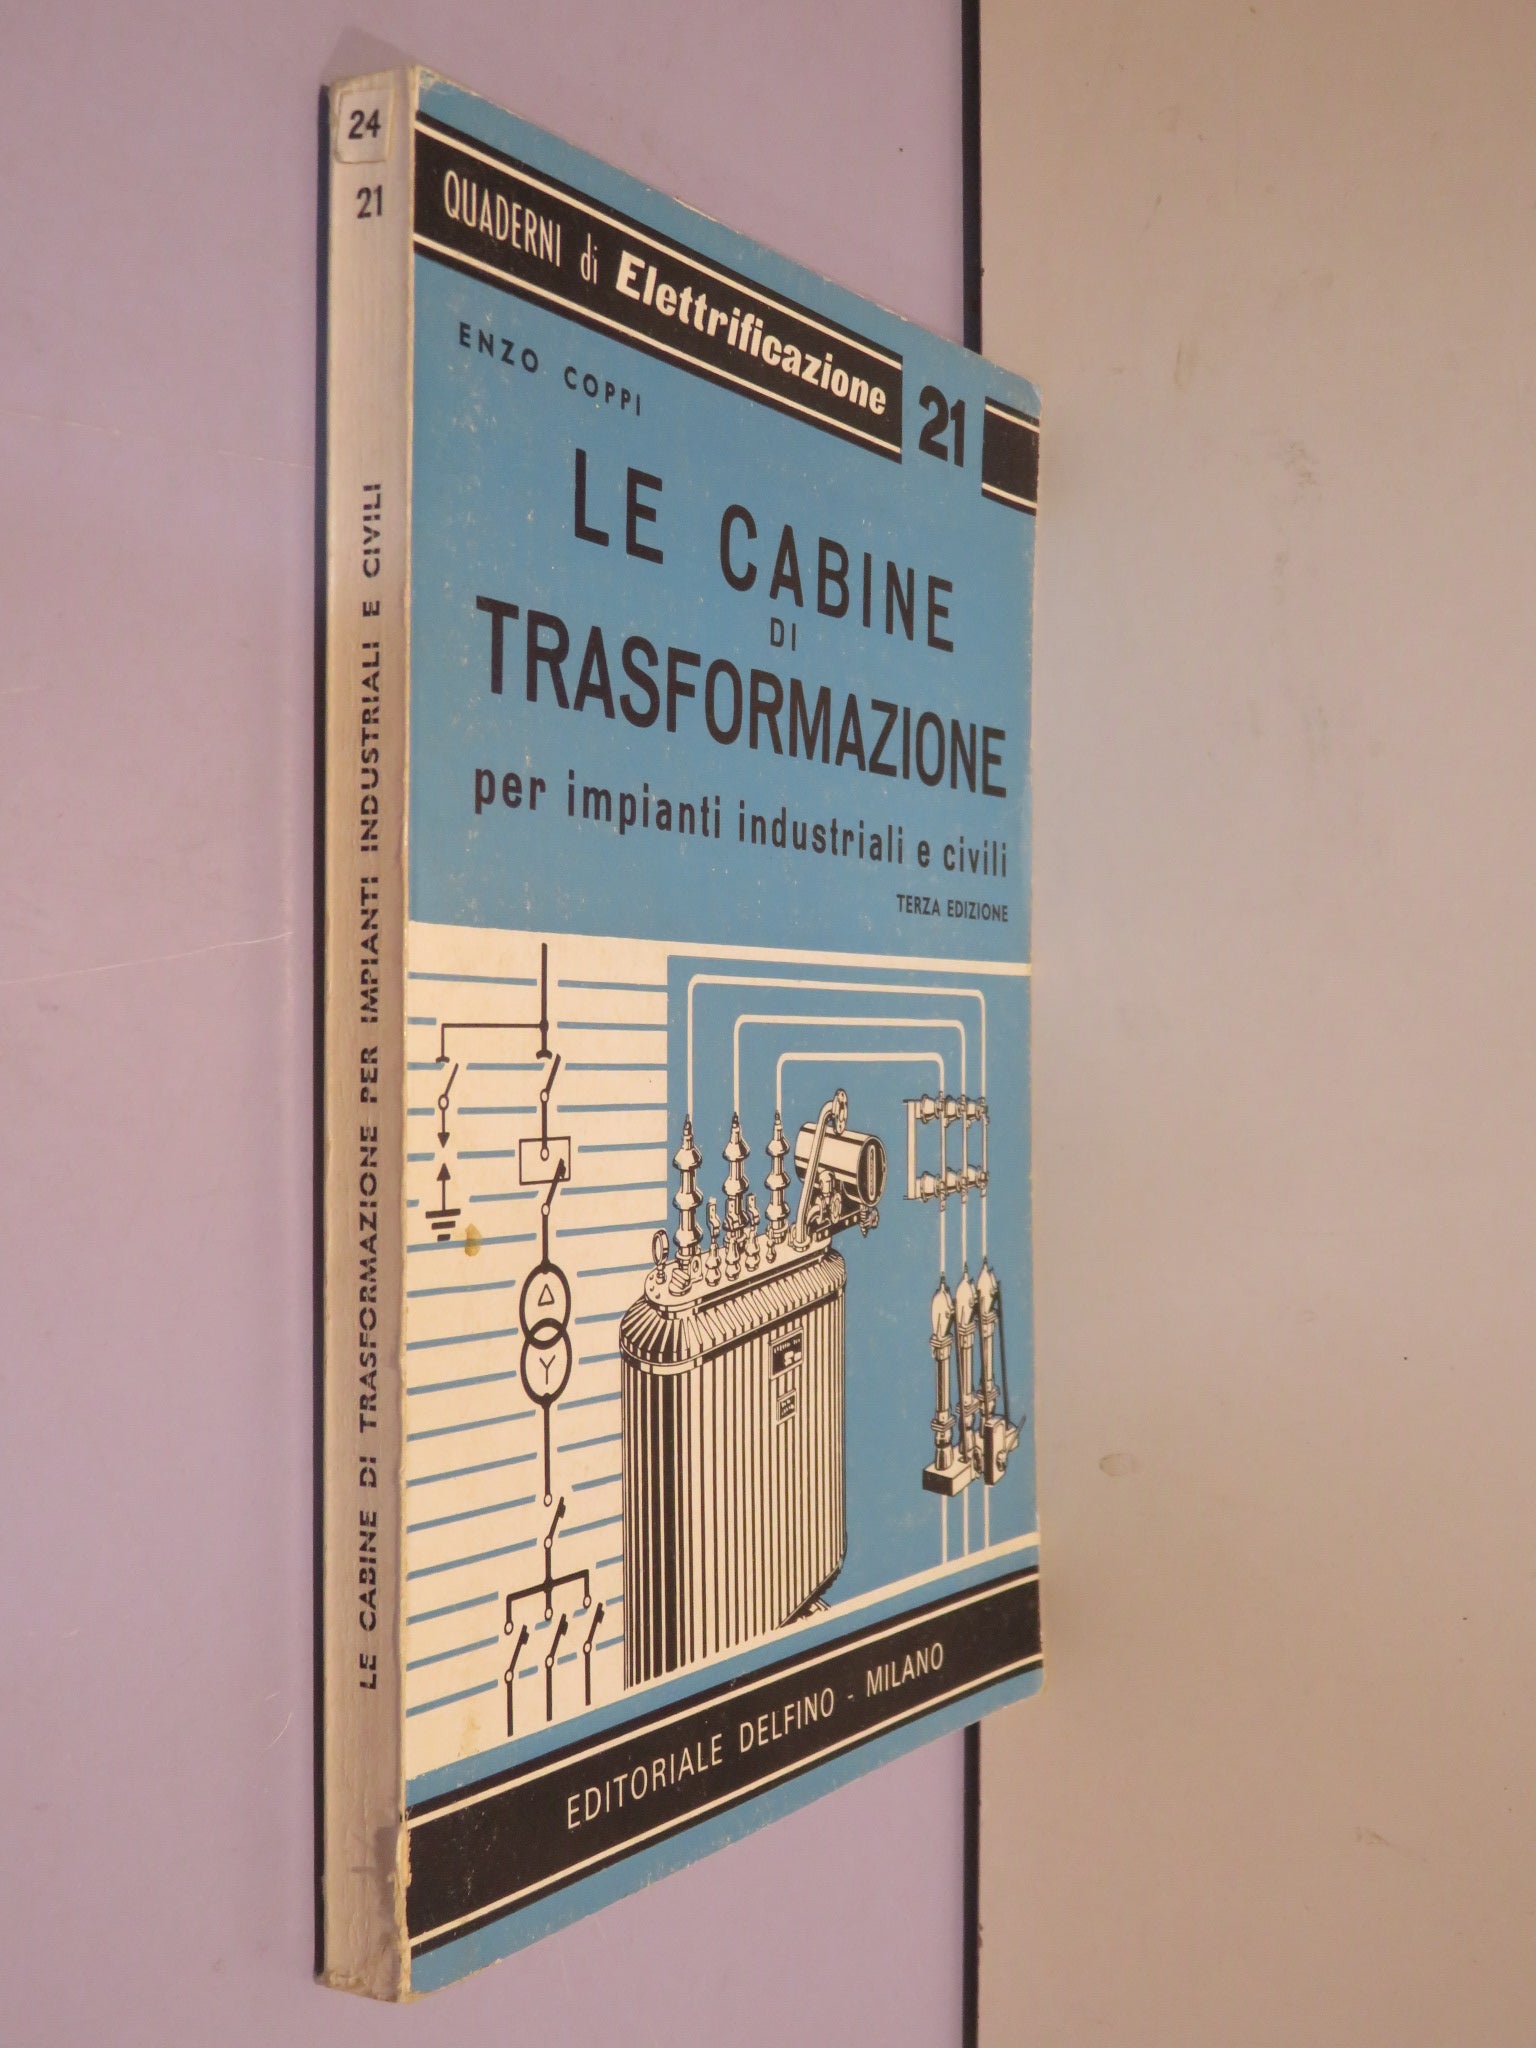 24
21
LE CABINE DI TRASFORMAZIONE PER IMPIANTI INDUSTRIALI E CIVILI
QUADERNI di Elettrificazione 21
ENZO COPPI
LE CABINE
DI
TRASFORMAZIONE
per impianti industriali e civili
TERZA EDIZIONE
Δ
Y
EDITORIALE DELFINO - MILANO